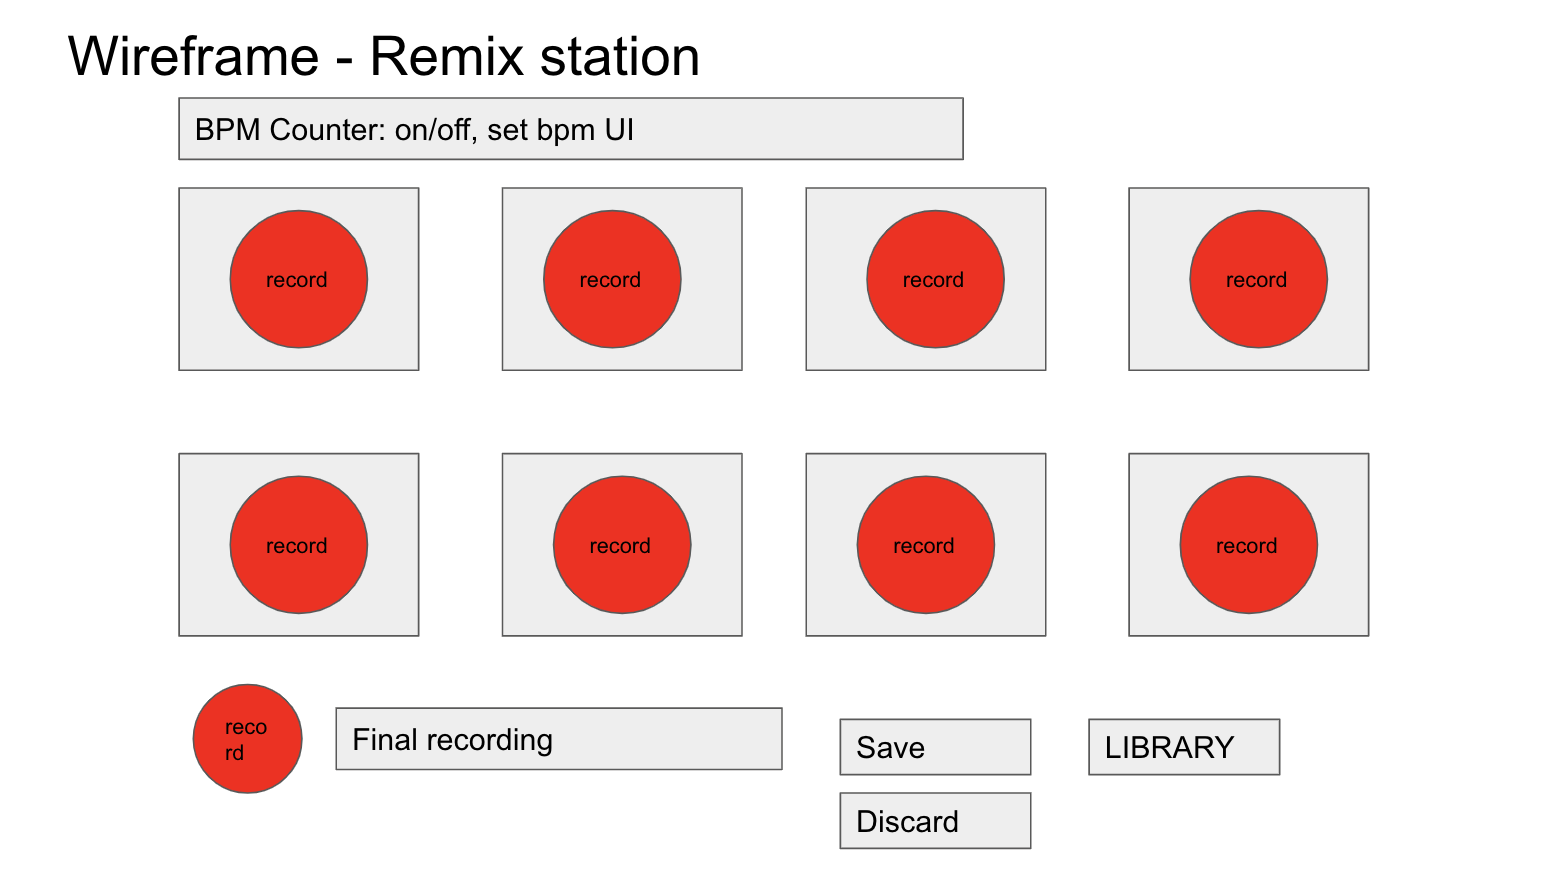 Wireframe - Remix station
BPM Counter: on/off, set bpm UI
record
record
record
record
record
record
record
record
reco
rd
Final recording
Save
LIBRARY
Discard